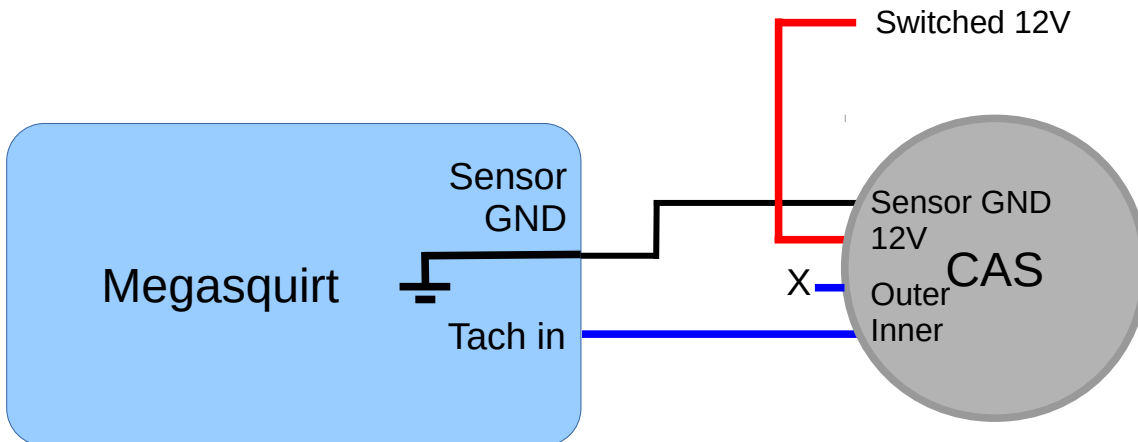 Switched 12V
Sensor
GND
Sensor GND
12V
Megasquirt
CAS
X
Outer
Inner
Tach in